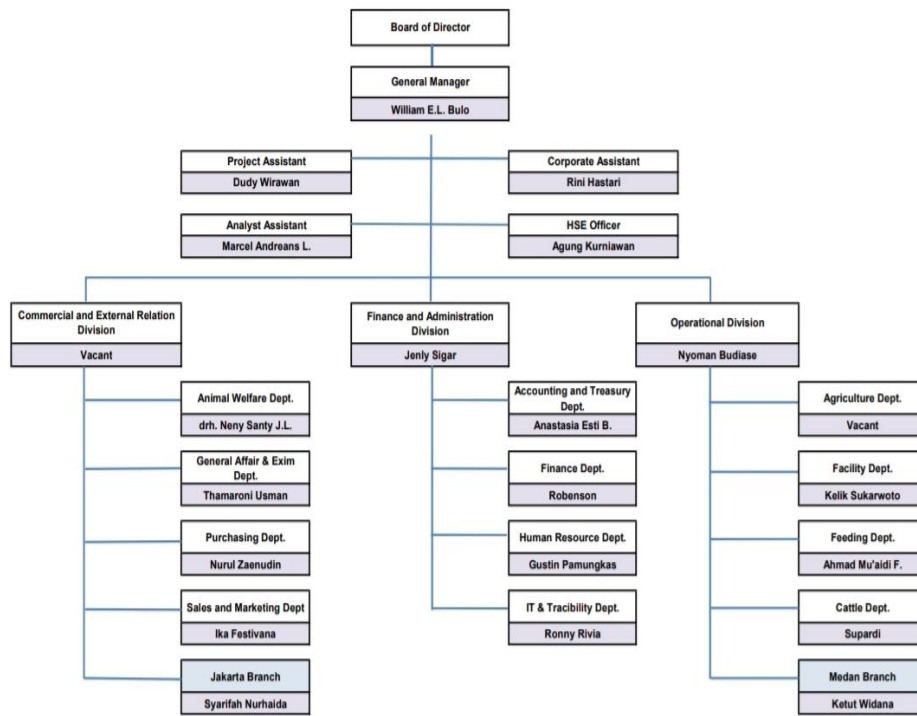 Board of Director
General Manager
William E.L. Bulo
Project Assistant
Dudy Wirawan
Corporate Assistant
Rini Hastari
Analyst Assistant
Marcel Andreans L.
HSE Officer
Agung Kurniawan
Commercial and External Relation
Division
Vacant
Finance and Administration
Division
Jenly Sigar
Operational Division
Nyoman Budiase
Animal Welfare Dept.
drh. Neny Santy J.L.
General Affair & Exim
Dept.
Thamaroni Usman
Purchasing Dept.
Nurul Zaenudin
Sales and Marketing Dept
Ika Festivana
Jakarta Branch
Syarifah Nurhaida
Accounting and Treasury
Dept.
Anastasia Esti B.
Finance Dept.
Robenson
Human Resource Dept.
Gustin Pamungkas
IT & Tracibility Dept.
Ronny Rivia
Agriculture Dept.
Vacant
Facility Dept.
Kelik Sukarwoto
Feeding Dept.
Ahmad Mu'aidi F.
Cattle Dept.
Supardi
Medan Branch
Ketut Widana